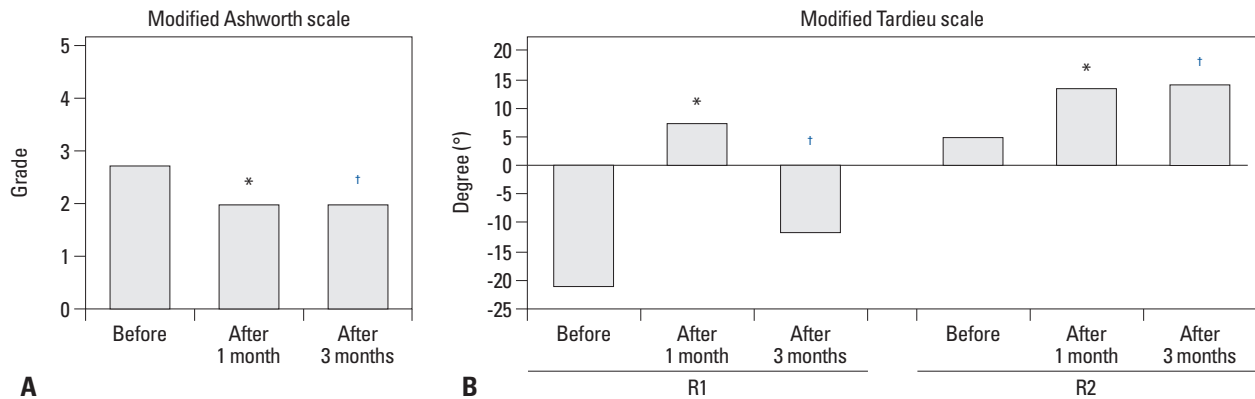 Modified Ashworth scale
Grade
5
4
3
2
1
0
*
†
Before
After
1 month
After
3 months
A
Modified Tardieu scale
Degree (°)
20
15
10
5
0
-5
-10
-15
-20
-25
*
†
*
†
Before
After
1 month
After
3 months
R1
Before
After
1 month
After
3 months
R2
B